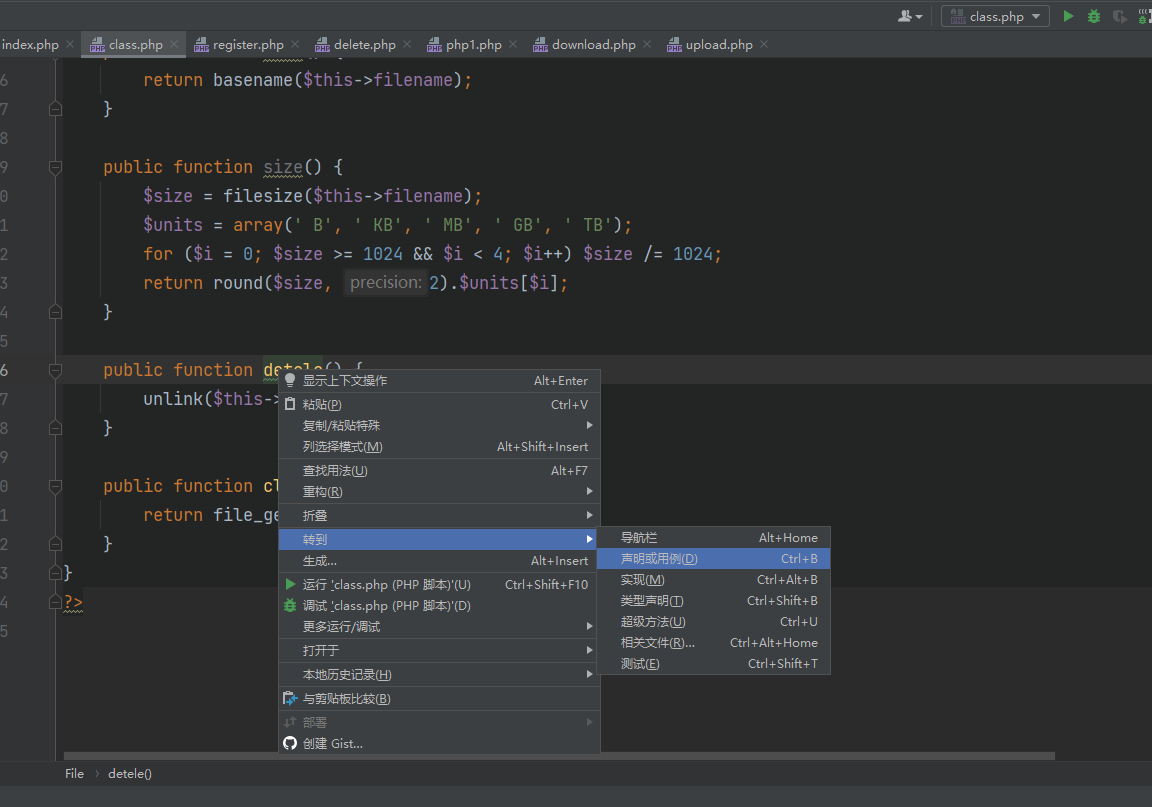 class.php
index.php
class.php
register.php
delete.php
php1.php
download.php
upload.php
6 return basename($this->filename);
7 }
8
9 public function size() {
0 $size = filesize($this->filename);
1 $units = array(' B', ' KB', ' MB', ' GB', ' TB');
2 for ($i = 0; $size >= 1024 && $i < 4; $i++) $size /= 1024;
3 return round($size, precision: 2).$units[$i];
4 }
5
6 public function detele() {
7 unlink($this->
8 }
9
0 public function cl
1 return file_ge
2 }
3 }
4 ?>
5
显示上下文操作 Alt+Enter
粘贴(P) Ctrl+V
复制/粘贴特殊
列选择模式(M) Alt+Shift+Insert
查找用法(U) Alt+F7
重构(R)
折叠
转到
生成... Alt+Insert
运行 'class.php (PHP 脚本)'(U) Ctrl+Shift+F10
调试 'class.php (PHP 脚本)'(D)
更多运行/调试
打开于
本地历史记录(H)
与剪贴板比较(B)
部署
创建 Gist...
导航栏 Alt+Home
声明或用例(D) Ctrl+B
实现(M) Ctrl+Alt+B
类型声明(T) Ctrl+Shift+B
超级方法(U) Ctrl+U
相关文件(R)... Ctrl+Alt+Home
测试(E) Ctrl+Shift+T
File › detele()